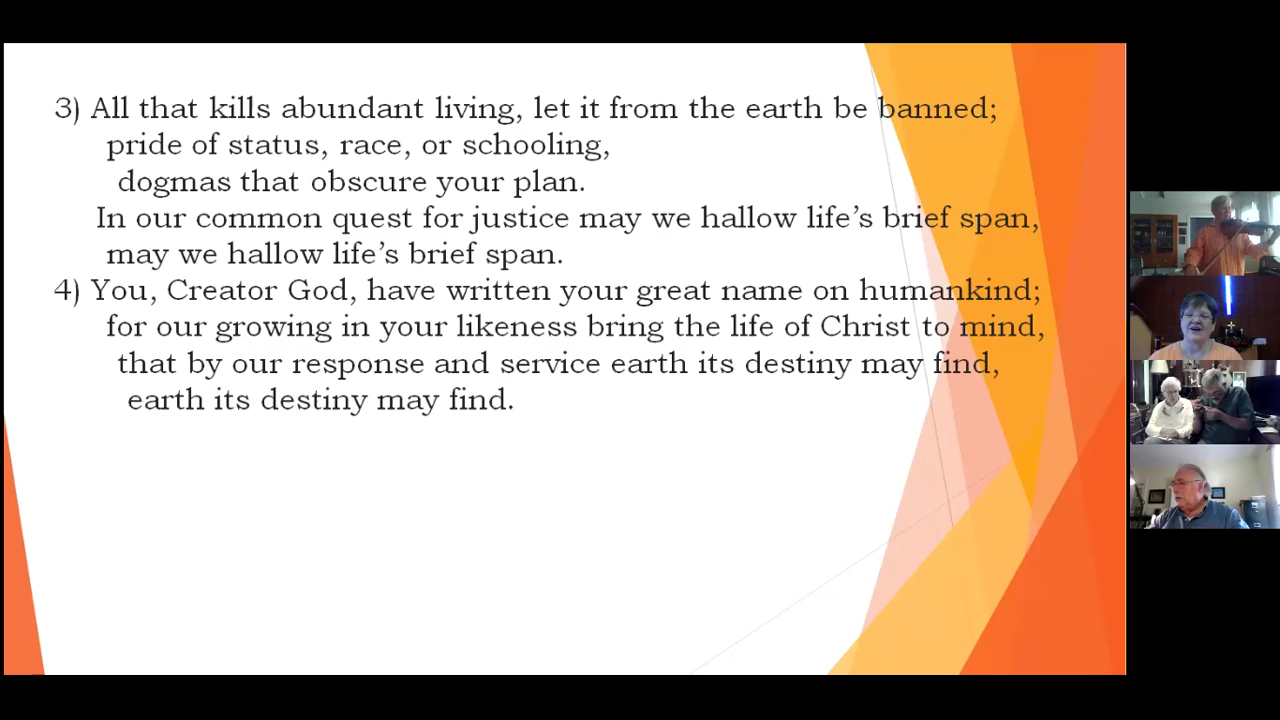 3) All that kills abundant living, let it from the earth be banned;
pride of status, race, or schooling,
dogmas that obscure your plan.
In our common quest for justice may we hallow life's brief span,
may we hallow life's brief span.
4) You, Creator God, have written your great name on humankind;
for our growing in your likeness bring the life of Christ to mind,
that by our response and service earth its destiny may find,
earth its destiny may find.